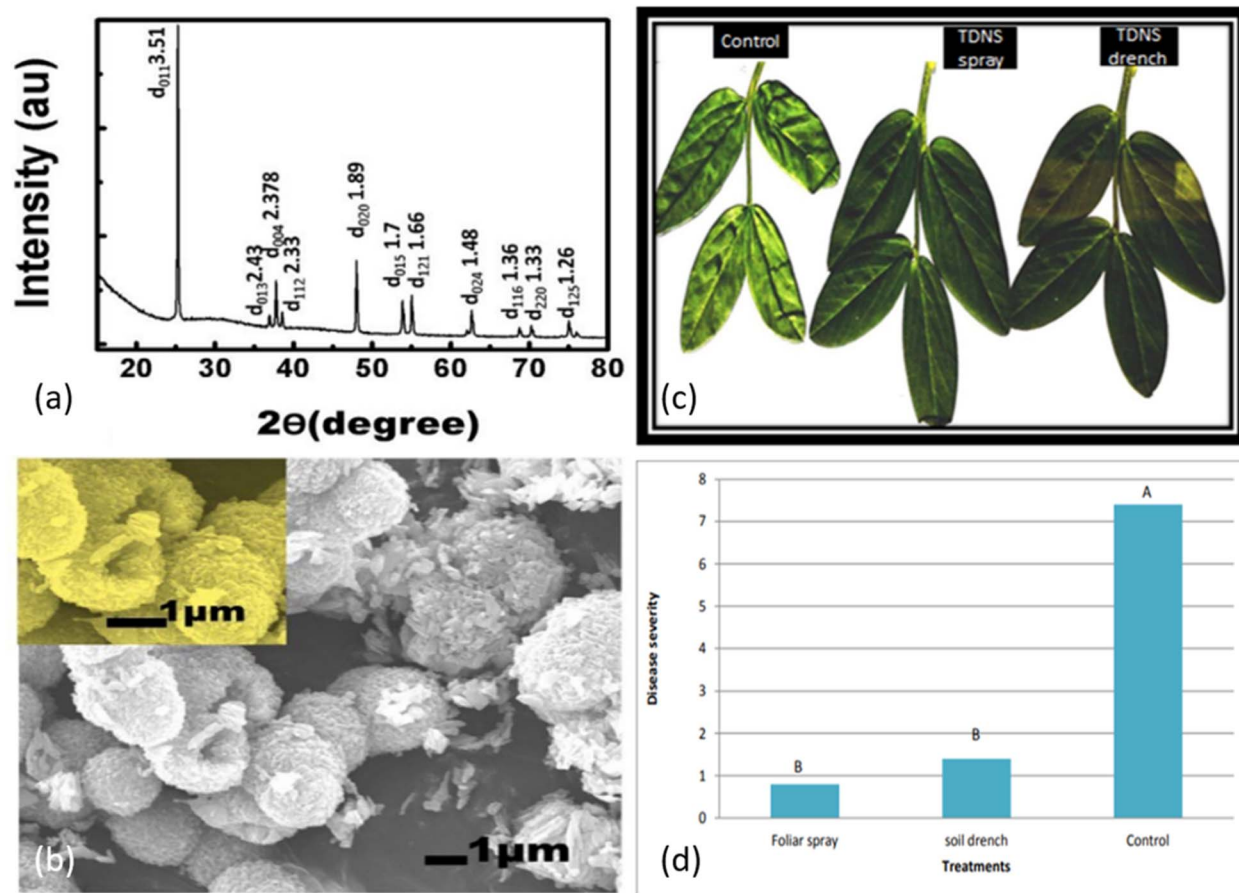 Intensity (au)
d011 3.51
d013 2.43
d004 2.378
d112 2.33
d020 1.89
d015 1.7
d121 1.66
d024 1.48
d116 1.36
d220 1.33
d125 1.26
20 30 40 50 60 70 80
2Θ(degree)
(a)
Control
TDNS
spray
TDNS
drench
(c)
1μm
1μm
(b)
8
7
6
5
4
3
2
1
0
Disease severity
B
B
A
Foliar spray soil drench Control
Treatments
(d)